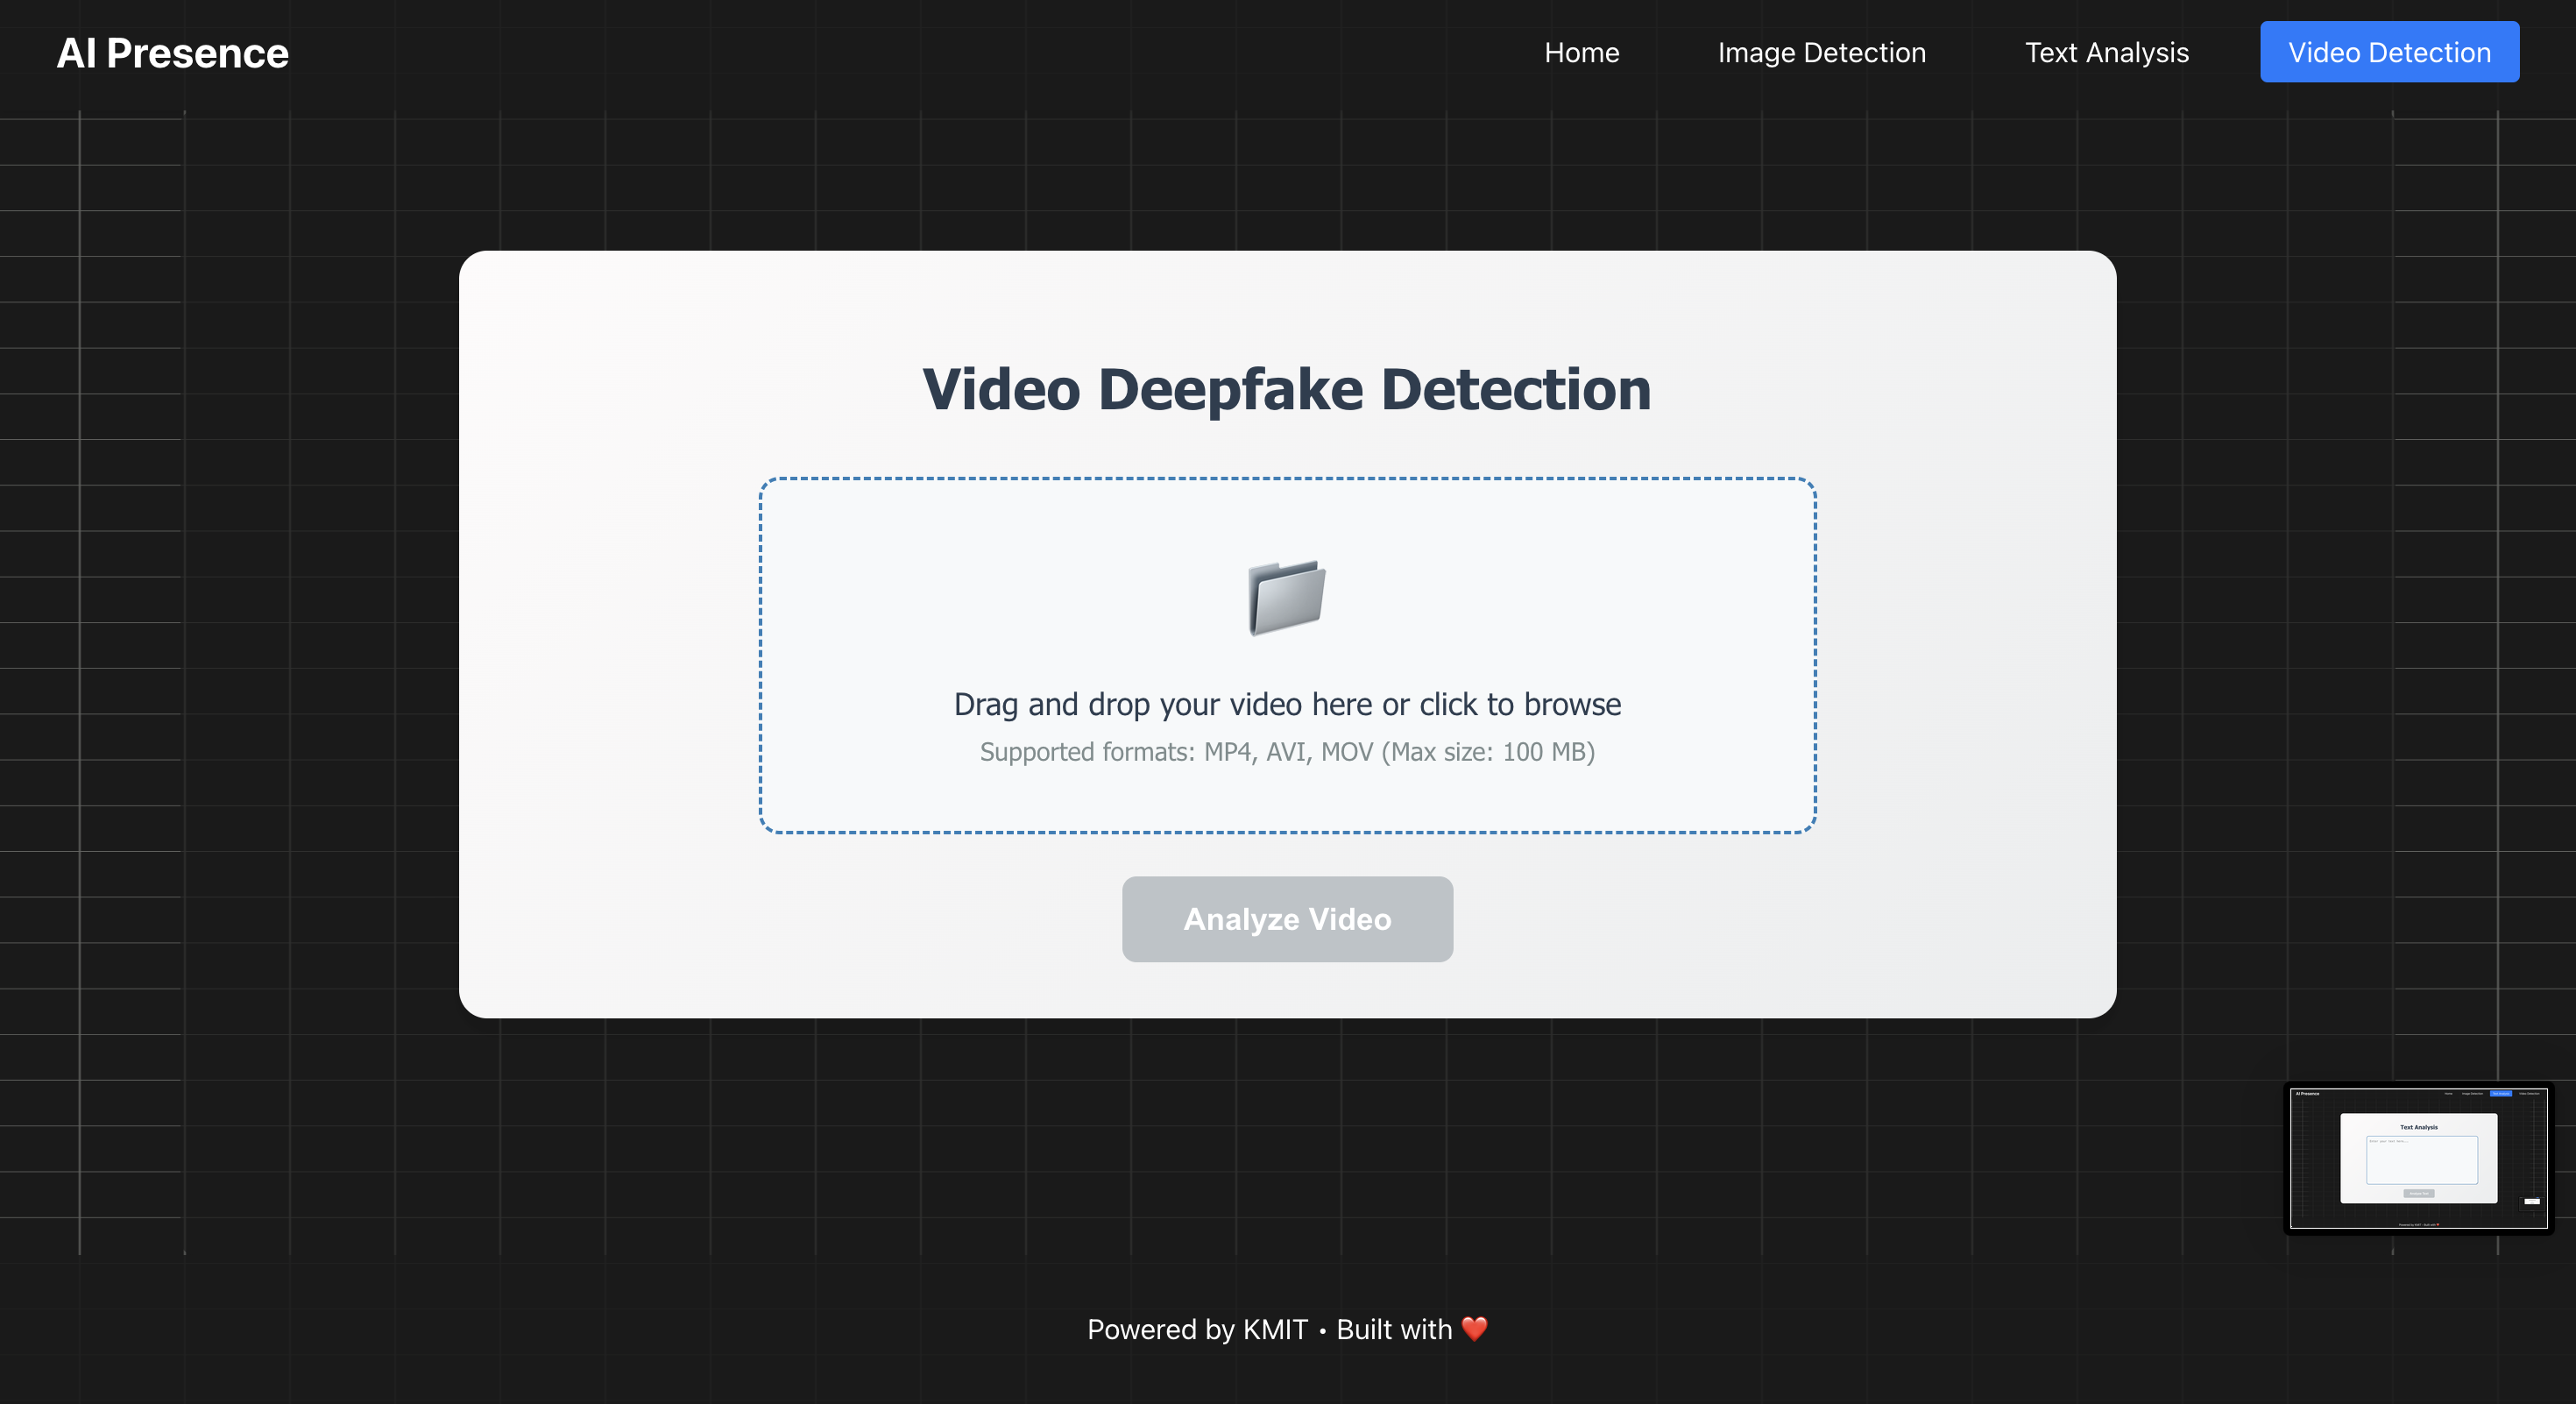 AI Presence
Home
Image Detection
Text Analysis
Video Detection
Video Deepfake Detection
Drag and drop your video here or click to browse
Supported formats: MP4, AVI, MOV (Max size: 100 MB)
Analyze Video
AI Presence
Text Analysis
Powered by KMIT • Built with ❤️